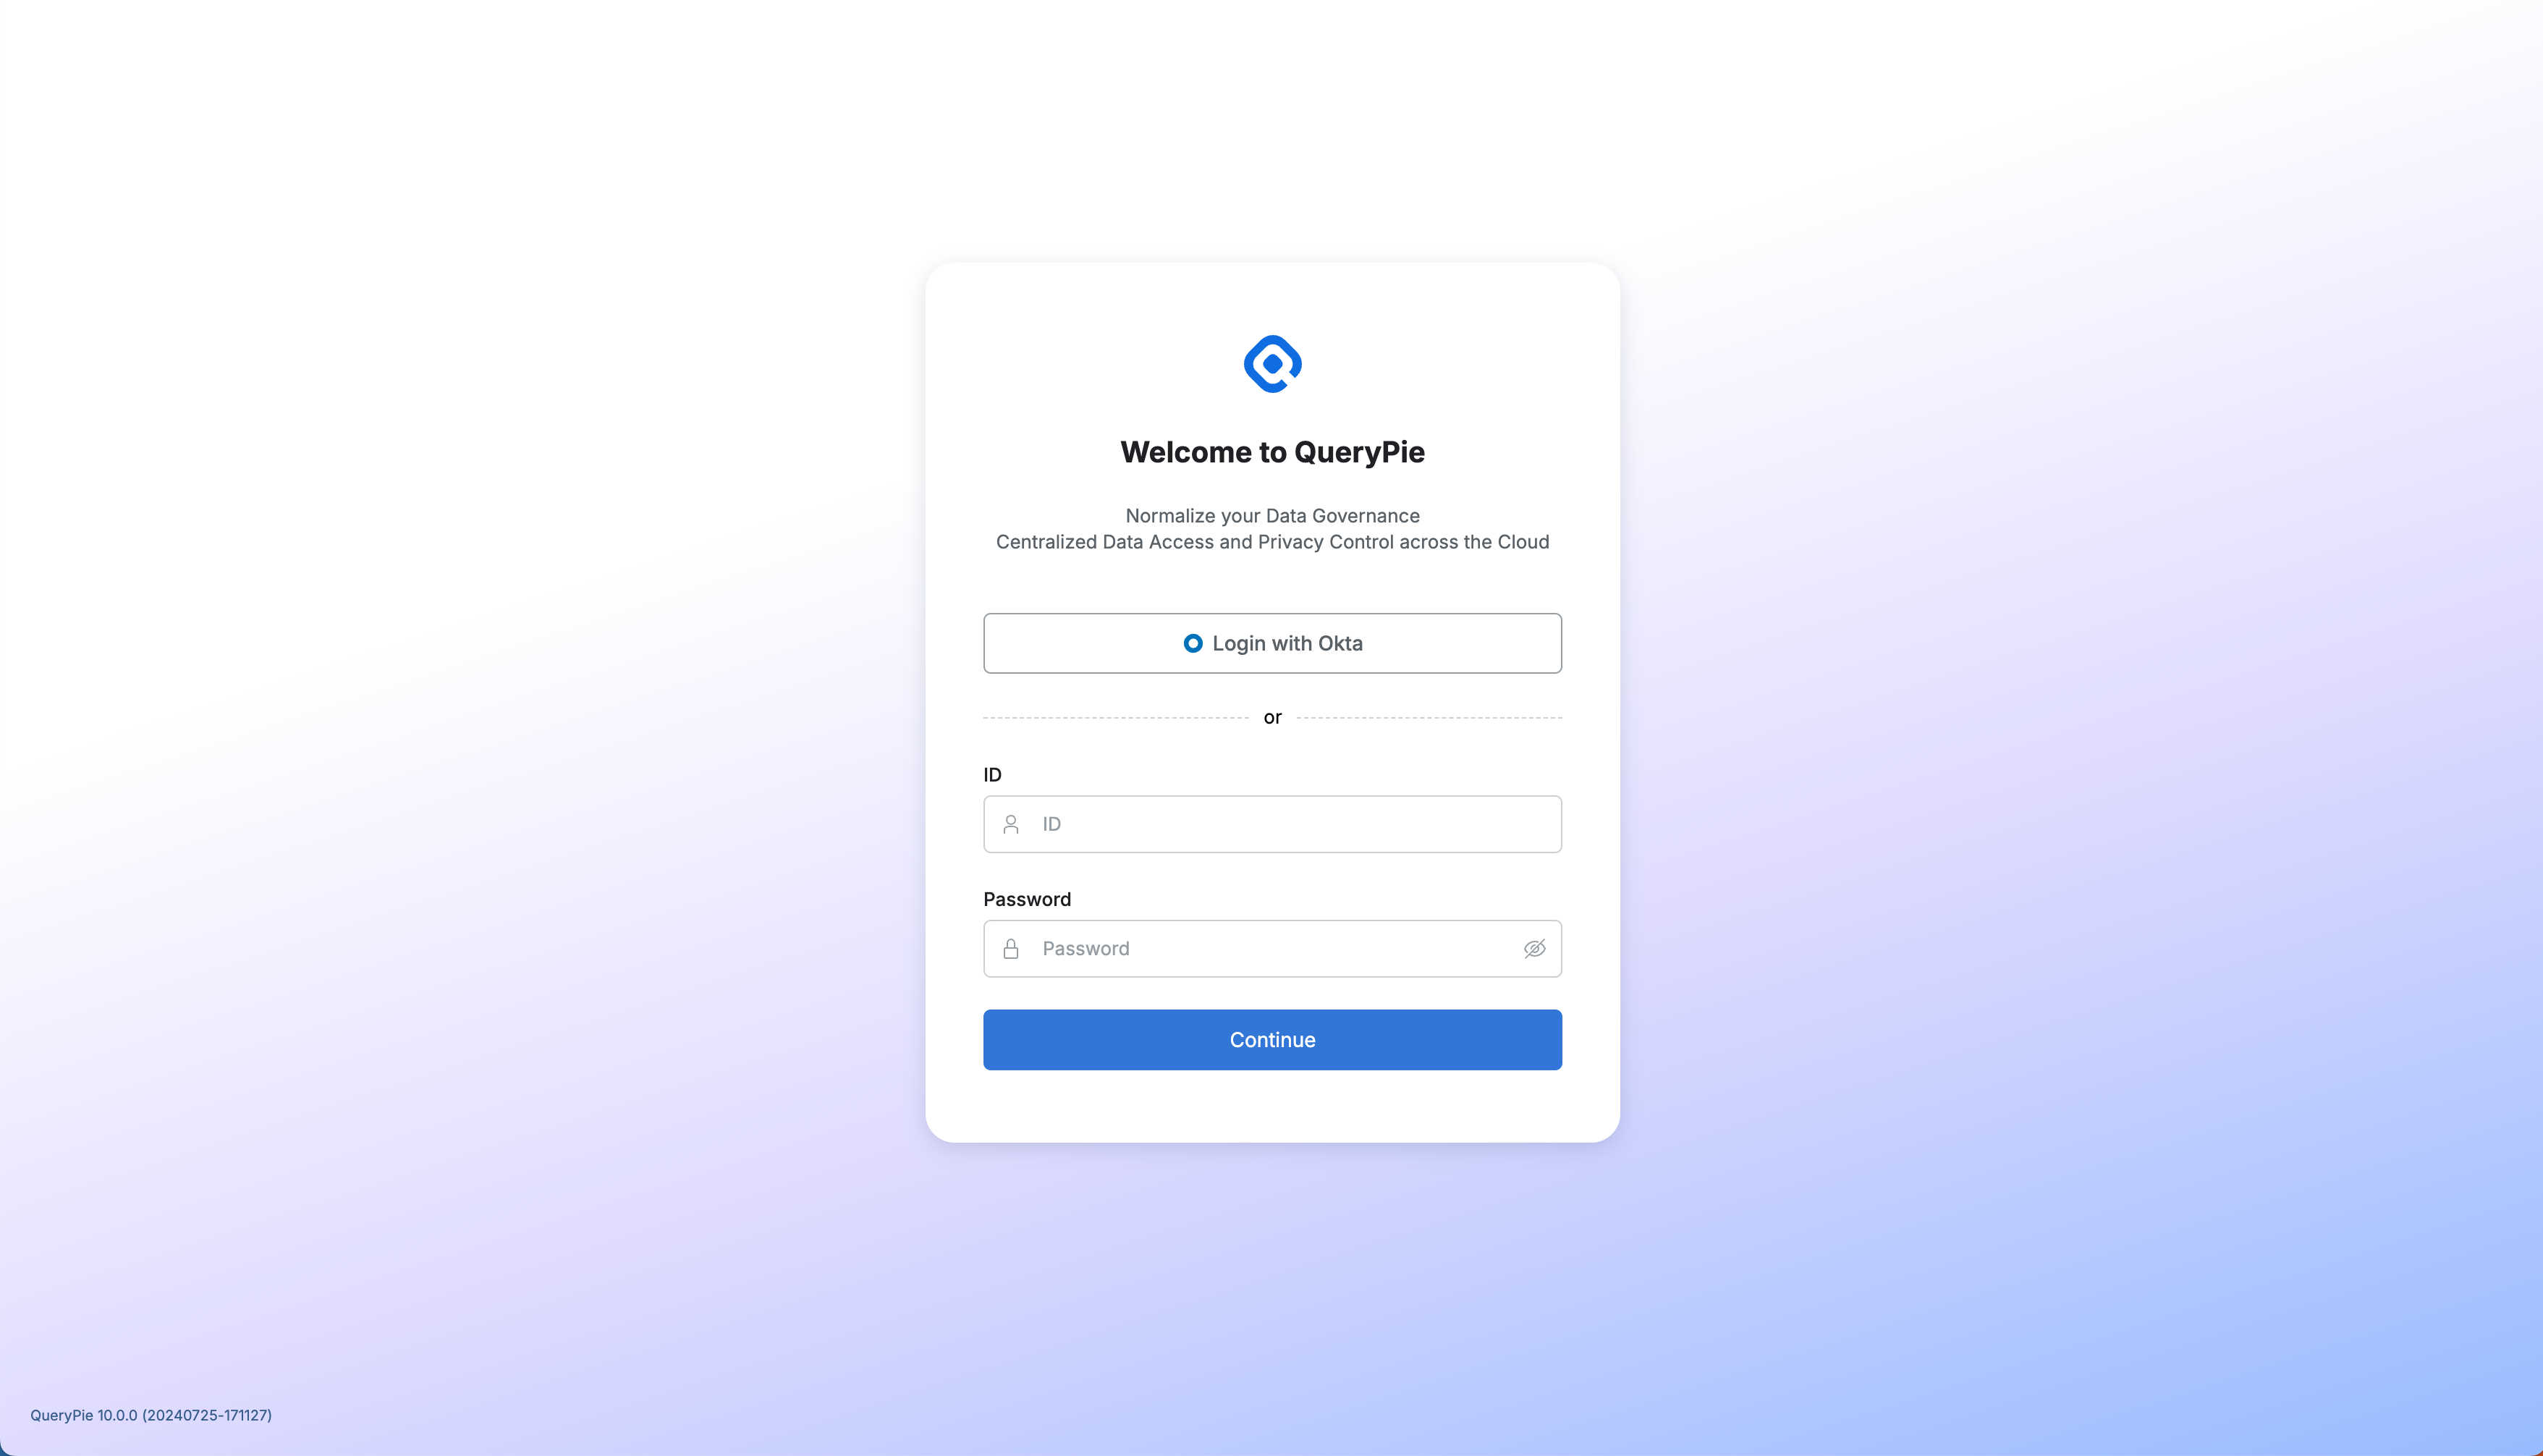 Welcome to QueryPie
Normalize your Data Governance
Centralized Data Access and Privacy Control across the Cloud
Login with Okta
or
ID
ID
Password
Password
Continue
QueryPie 10.0.0 (20240725-171127)